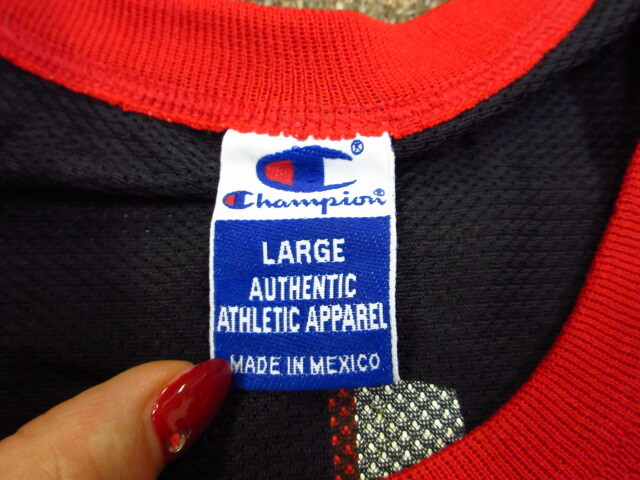 Champion®
LARGE
AUTHENTIC
ATHLETIC APPAREL
MADE IN MEXICO